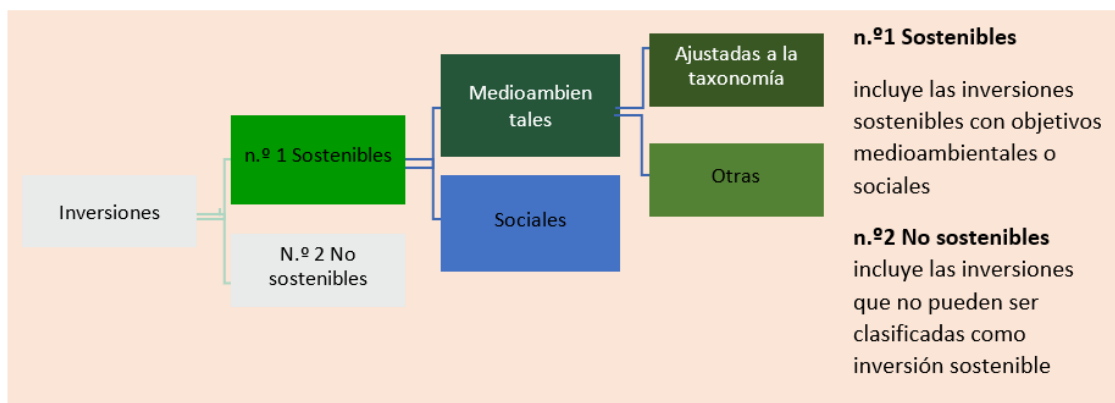 Inversiones
n.º 1 Sostenibles
N.º 2 No
sostenibles
Medioambien
tales
Sociales
Ajustadas a la
taxonomía
Otras
n.º1 Sostenibles
incluye las inversiones
sostenibles con objetivos
medioambientales o
sociales
n.º2 No sostenibles
incluye las inversiones
que no pueden ser
clasificadas como
inversión sostenible